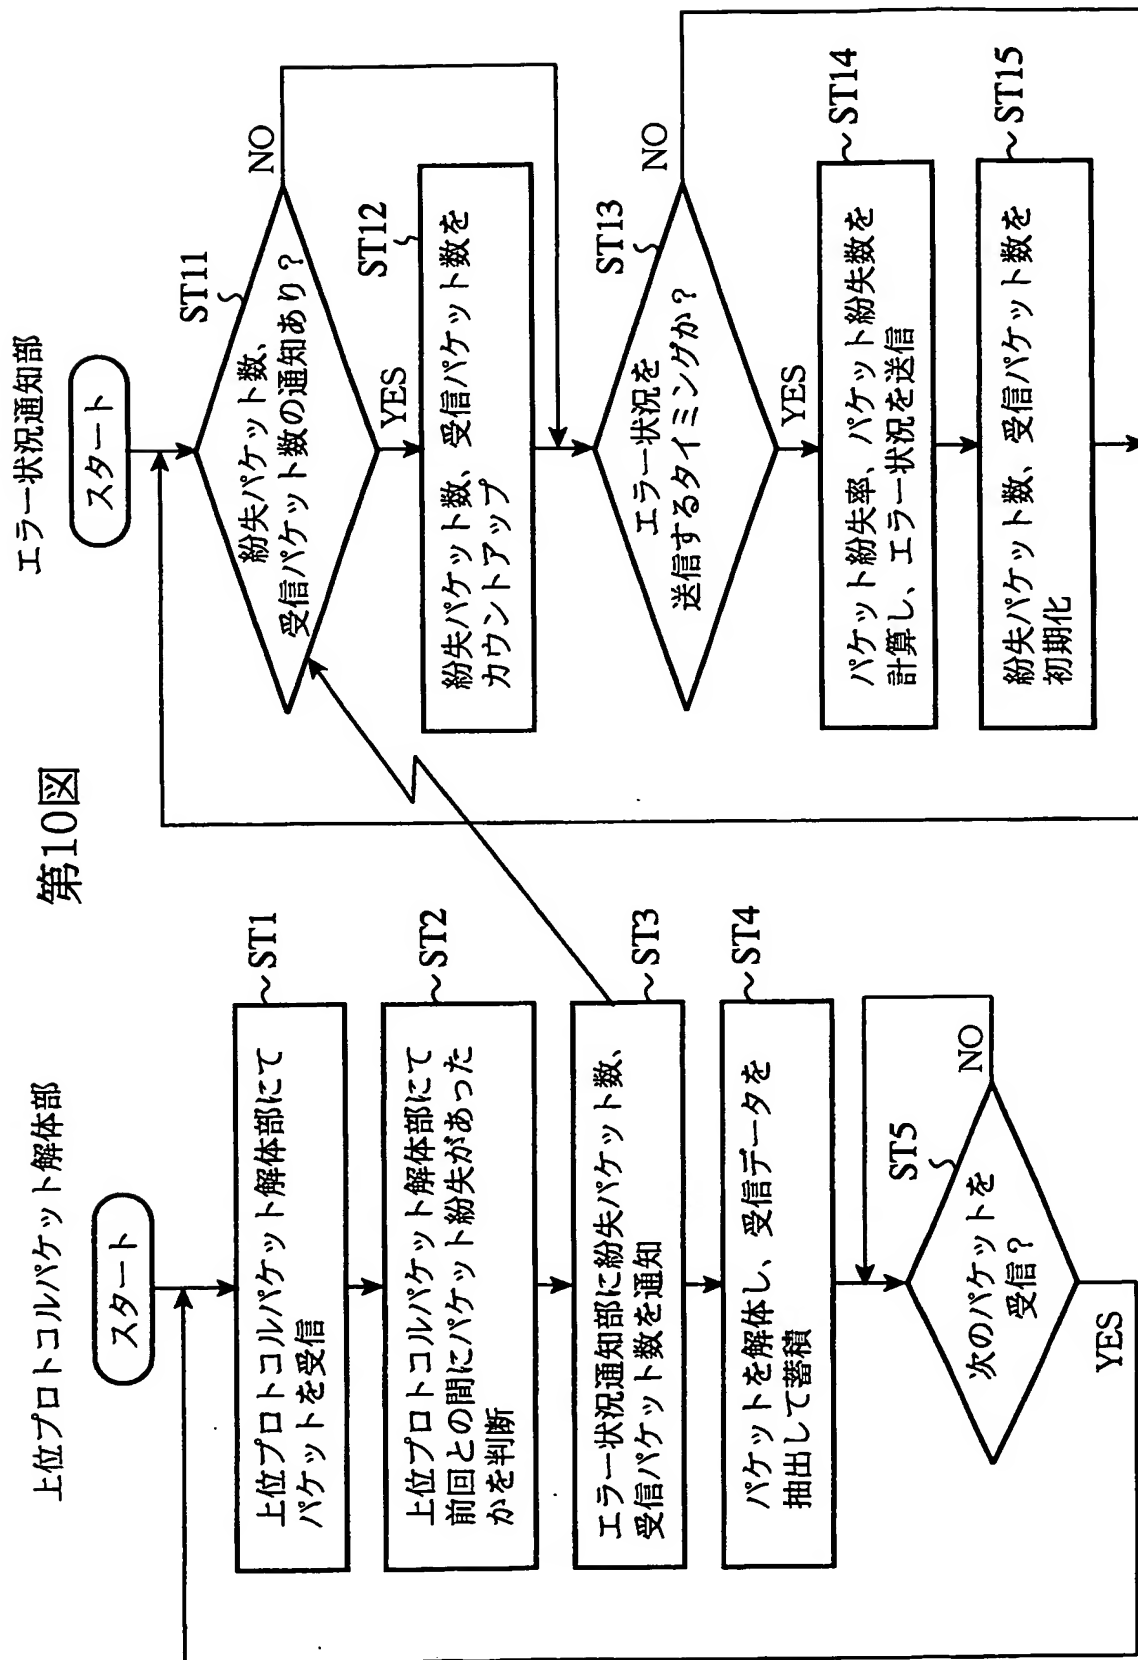 第10図
上位プロトコルパケット解体部
スタート
上位プロトコルパケット解体部にて
パケットを受信
ST1
上位プロトコルパケット解体部にて
前回との間にパケット紛失があった
かを判断
ST2
エラー状況通知部に紛失パケット数、
受信パケット数を通知
ST3
パケットを解体し、受信データを
抽出して蓄積
ST4
次のパケットを
受信？
ST5
NO
YES
エラー状況通知部
スタート
紛失パケット数、
受信パケット数の通知あり？
ST11
NO
YES
紛失パケット数、受信パケット数を
カウントアップ
ST12
エラー状況を
送信するタイミングか？
ST13
NO
YES
パケット紛失率、パケット紛失数を
計算し、エラー状況を送信
ST14
紛失パケット数、受信パケット数を
初期化
ST15